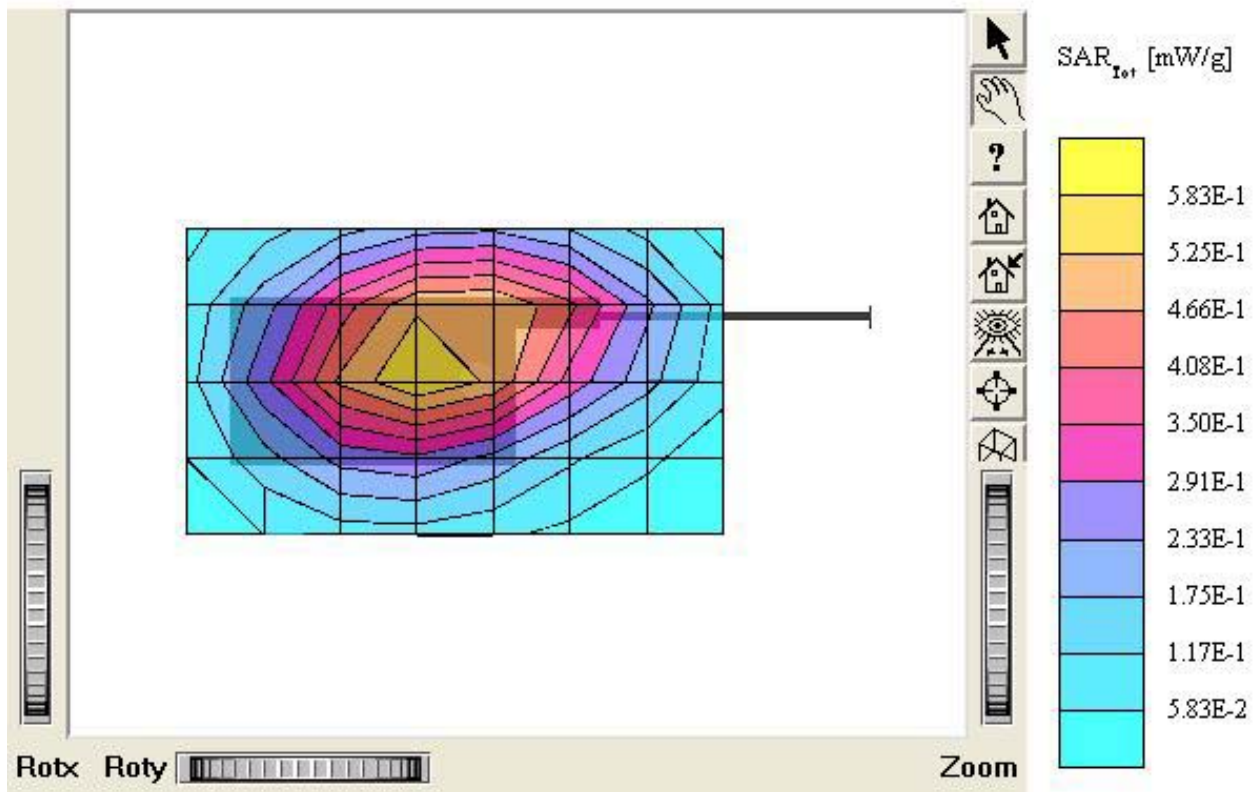 SAR_Tot [mW/g]
?
5.83E-1
5.25E-1
4.66E-1
4.08E-1
3.50E-1
2.91E-1
2.33E-1
1.75E-1
1.17E-1
5.83E-2
Rotx Roty Zoom